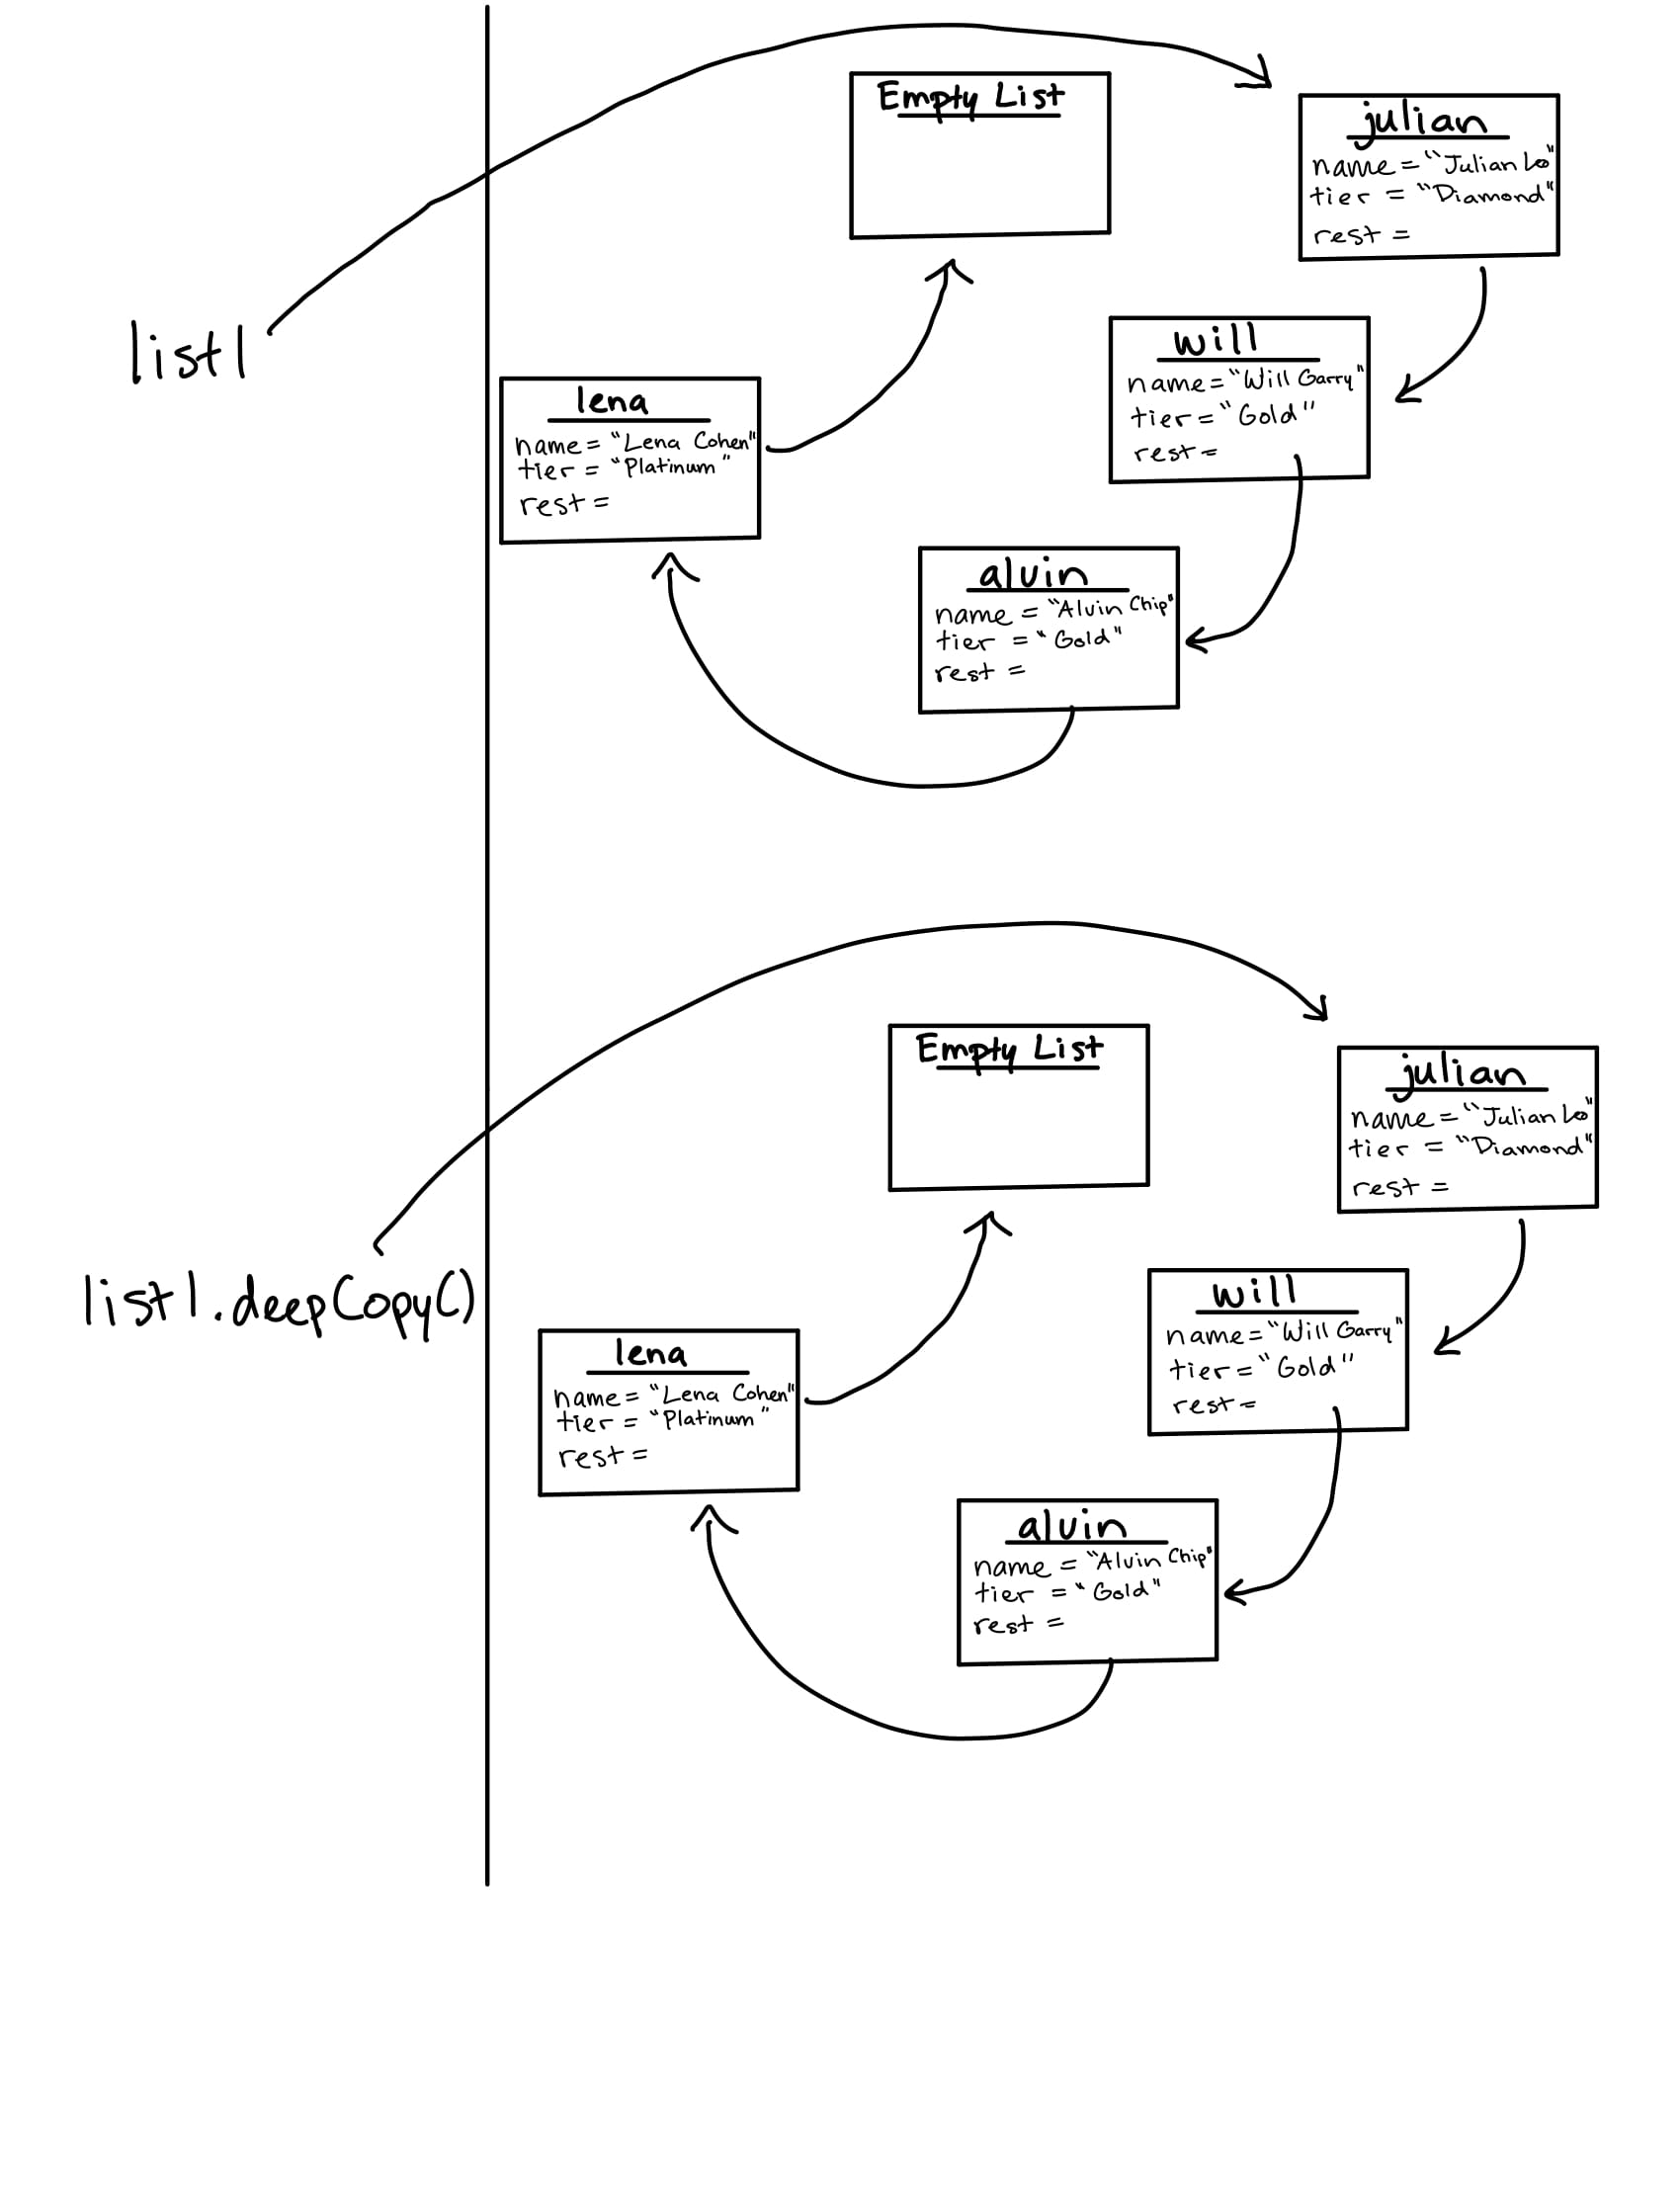 Empty List
julian
name = "Julian Lo"
tier = "Diamond"
rest =
list1
will
name = "Will Garry"
tier = "Gold"
rest =
lena
name = "Lena Cohen"
tier = "Platinum"
rest =
alvin
name = "Alvin Chip"
tier = "Gold"
rest =
Empty List
julian
name = "Julian Lo"
tier = "Diamond"
rest =
list1.deepCopy()
will
name = "Will Garry"
tier = "Gold"
rest =
lena
name = "Lena Cohen"
tier = "Platinum"
rest =
alvin
name = "Alvin Chip"
tier = "Gold"
rest =